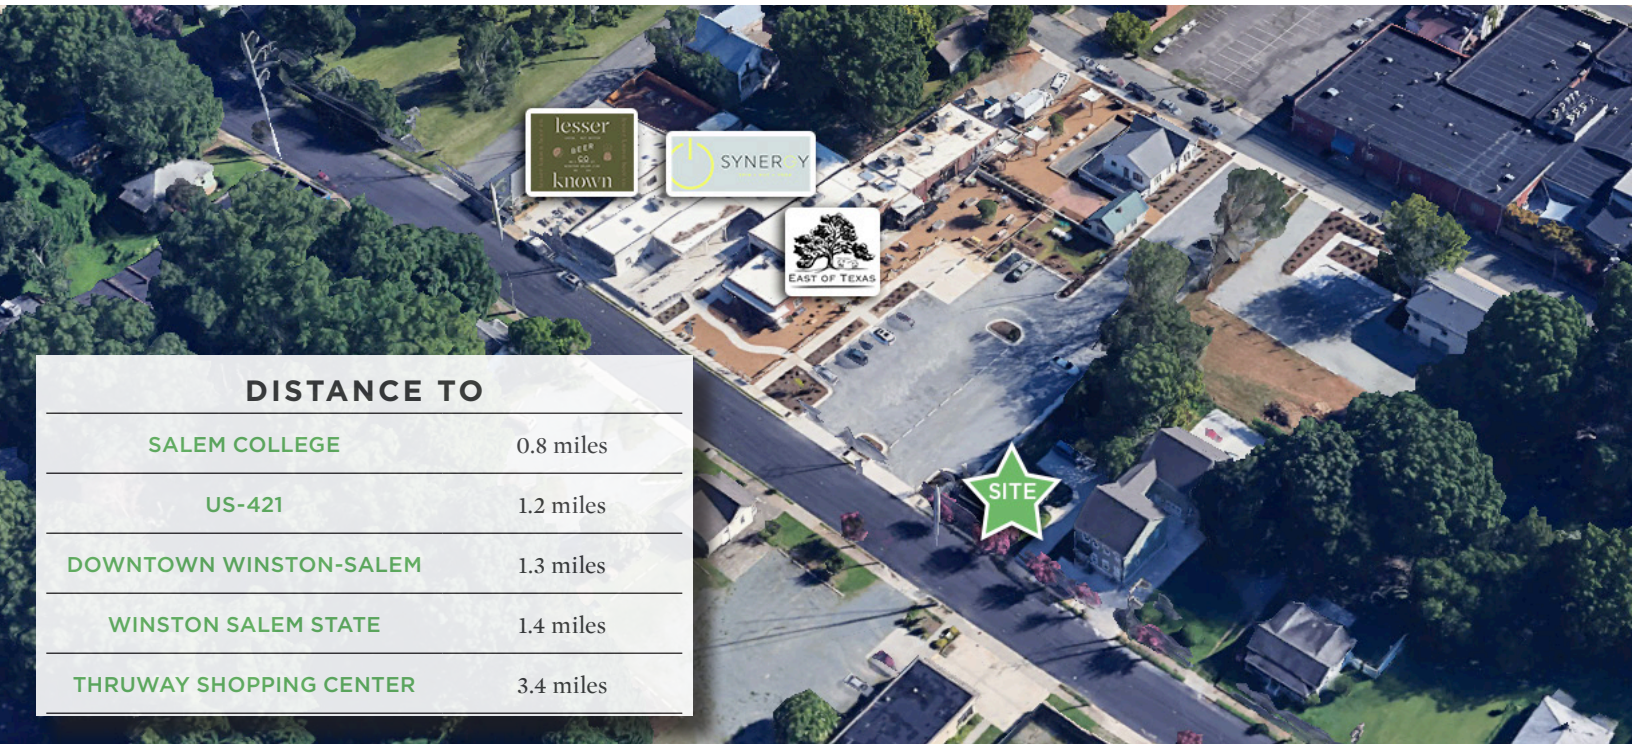 lesser
BEER
CO
known
SYNERGY
EAST OF TEXAS
SITE
DISTANCE TO
SALEM COLLEGE 0.8 miles
US-421 1.2 miles
DOWNTOWN WINSTON-SALEM 1.3 miles
WINSTON SALEM STATE 1.4 miles
THRUWAY SHOPPING CENTER 3.4 miles